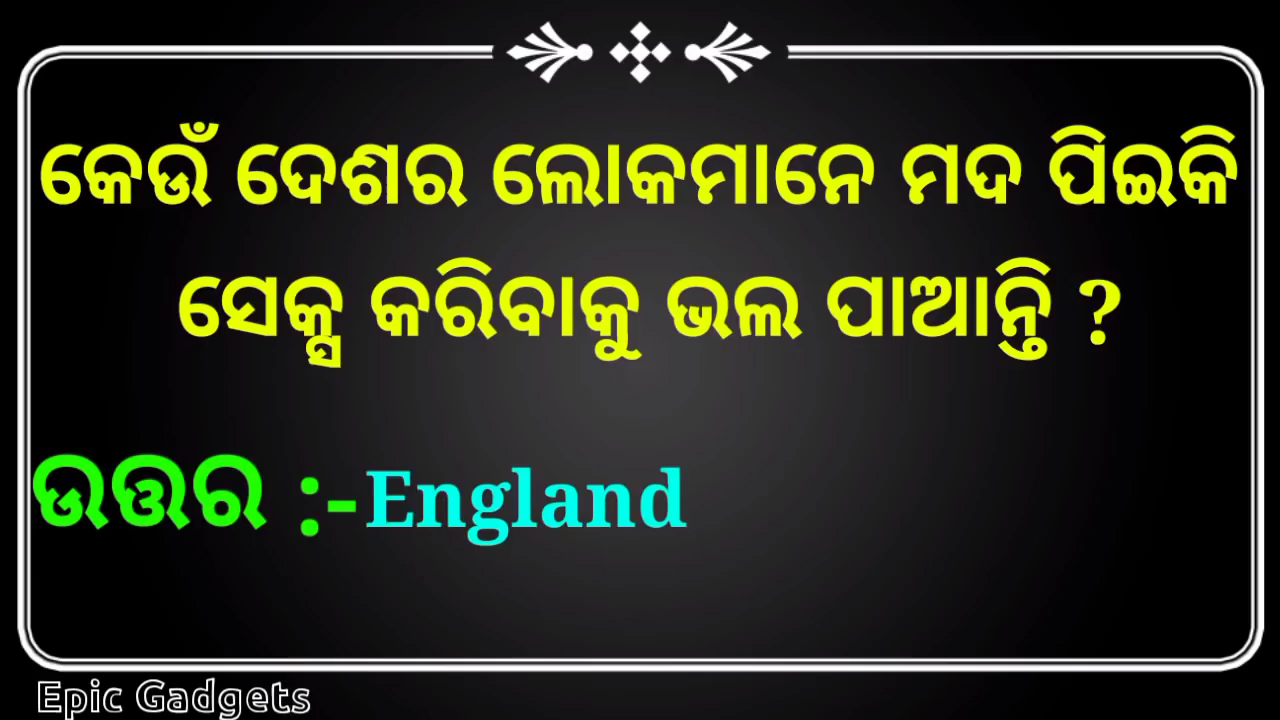 କେଉଁ ଦେଶର ଲୋକମାନେ ମଦ ପିଇକି
ସେକ୍ସ କରିବାକୁ ଭଲ ପାଆନ୍ତି ?
ଉତ୍ତର :- England
Epic Gadgets